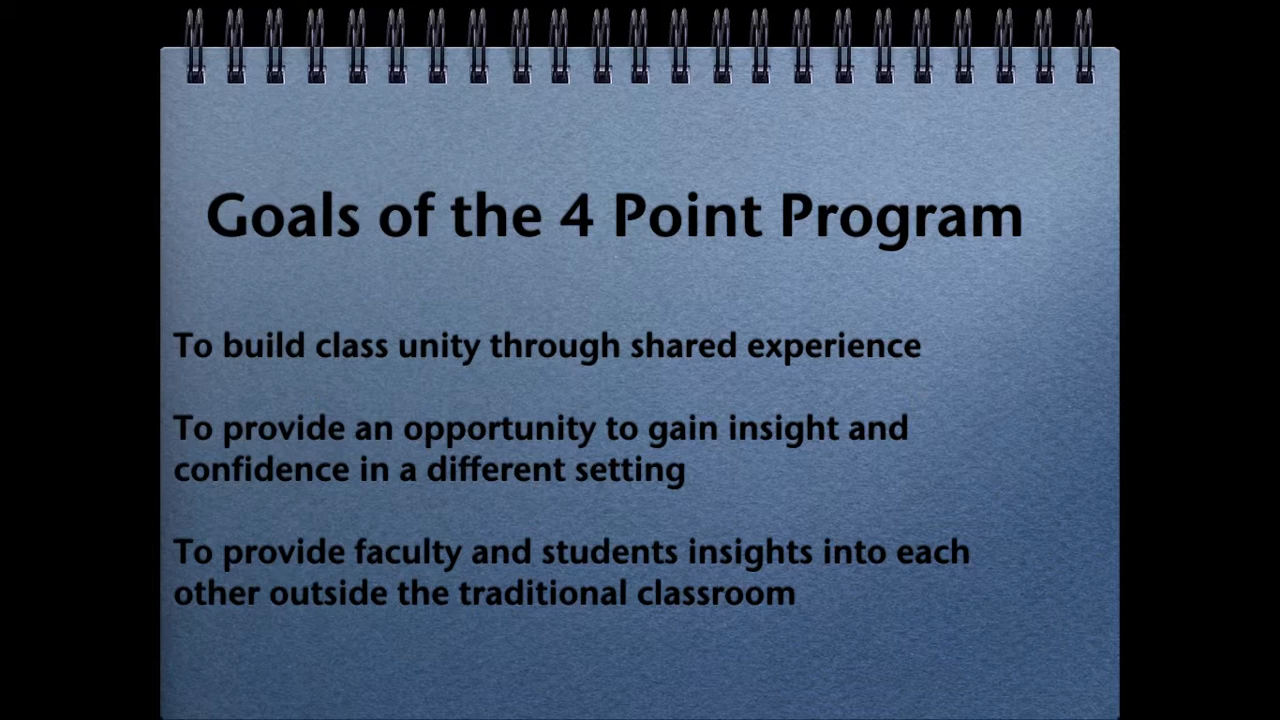 Goals of the 4 Point Program
To build class unity through shared experience
To provide an opportunity to gain insight and
confidence in a different setting
To provide faculty and students insights into each
other outside the traditional classroom